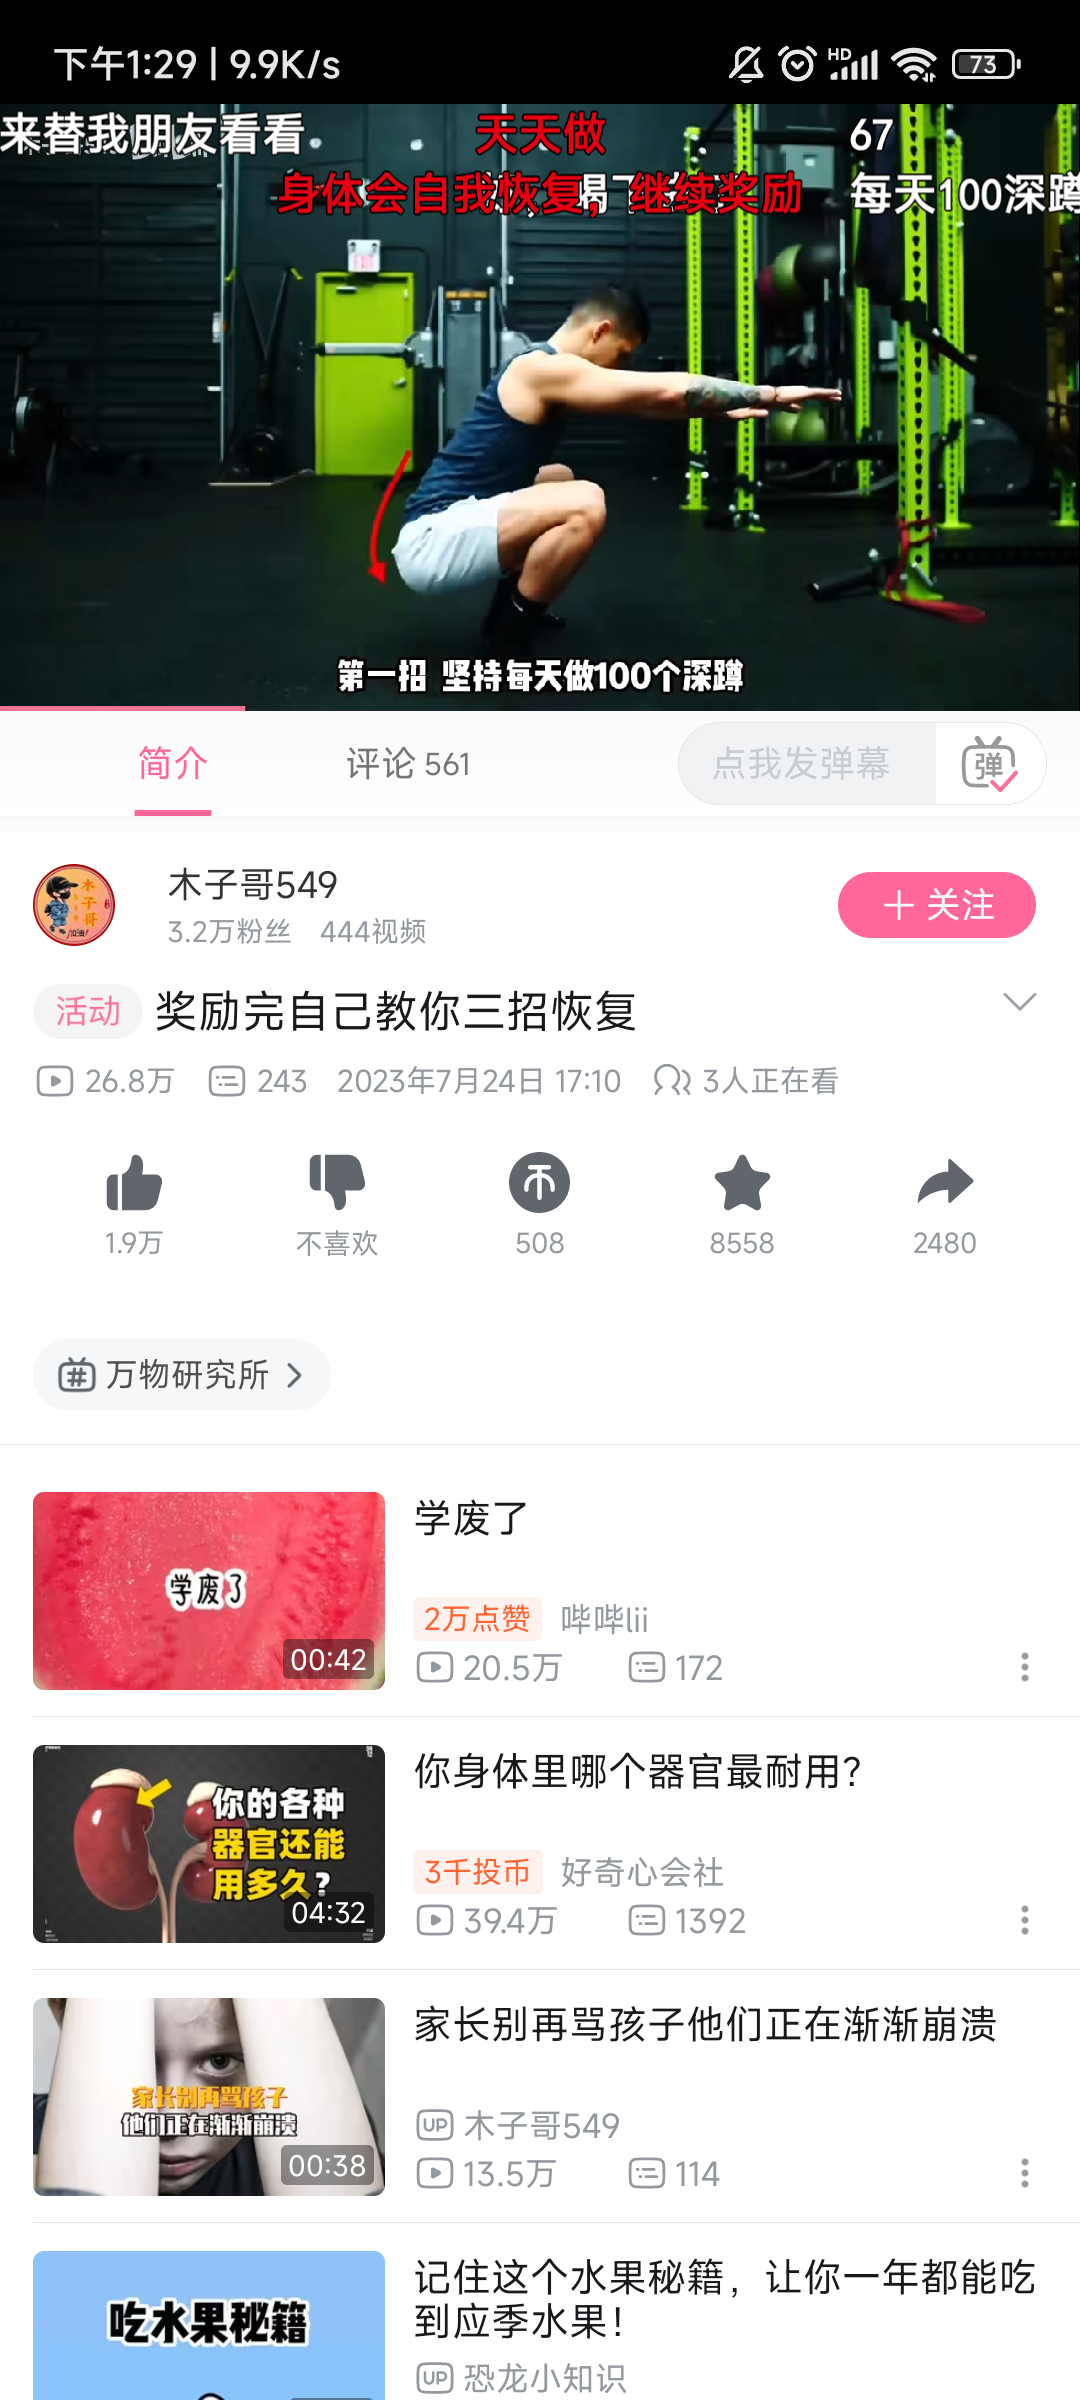 下午1:29 | 9.9K/s
HD
73
来替我朋友看看
天天做
67
身体会自我恢复，继续奖励
每天100深蹲
第一招 坚持每天做100个深蹲
简介
评论 561
点我发弹幕
弹
木子哥549
3.2万粉丝 444视频
＋ 关注
活动 奖励完自己教你三招恢复
26.8万 243 2023年7月24日 17:10 3人正在看
1.9万 不喜欢 508 8558 2480
万物研究所
学废了
00:42
学废了
2万点赞 哔哔lii
20.5万 172
你的各种
器官还能
用多久?
04:32
你身体里哪个器官最耐用?
3千投币 好奇心会社
39.4万 1392
家长别再骂孩子
他们正在渐渐崩溃
00:38
家长别再骂孩子他们正在渐渐崩溃
UP 木子哥549
13.5万 114
吃水果秘籍
记住这个水果秘籍，让你一年都能吃
到应季水果！
UP 恐龙小知识